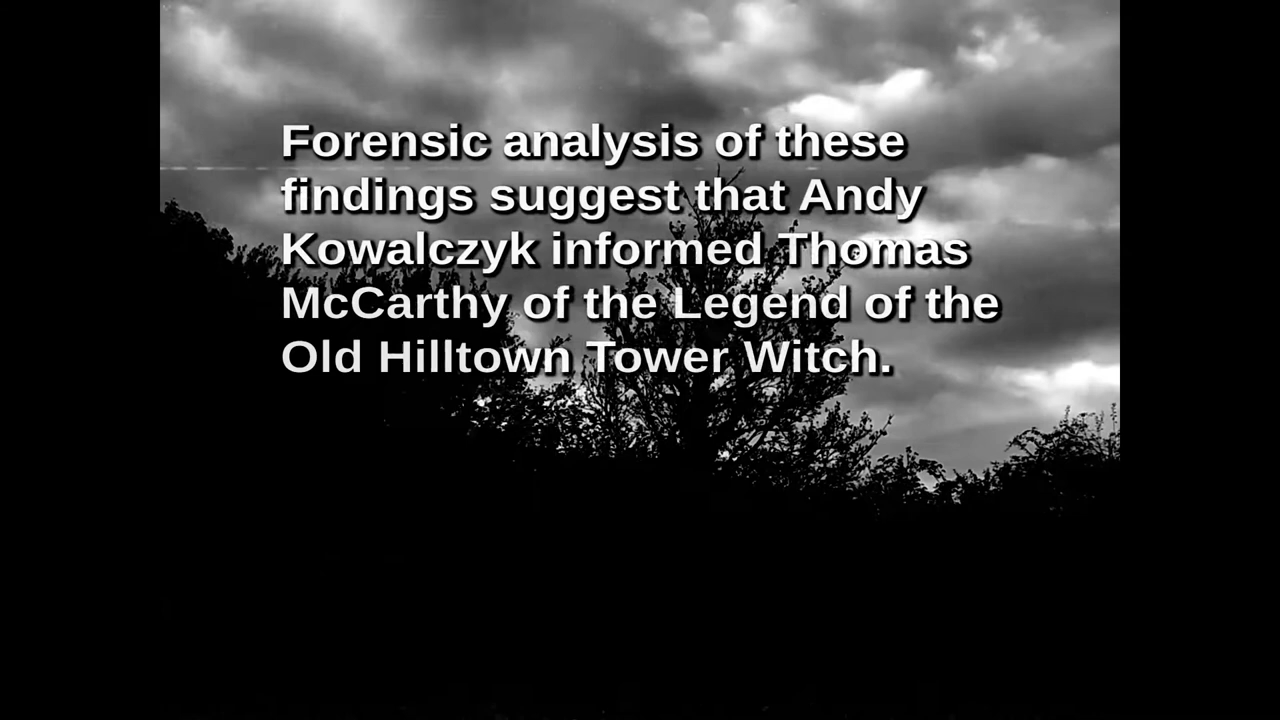 Forensic analysis of these
findings suggest that Andy
Kowalczyk informed Thomas
McCarthy of the Legend of the
Old Hilltown Tower Witch.